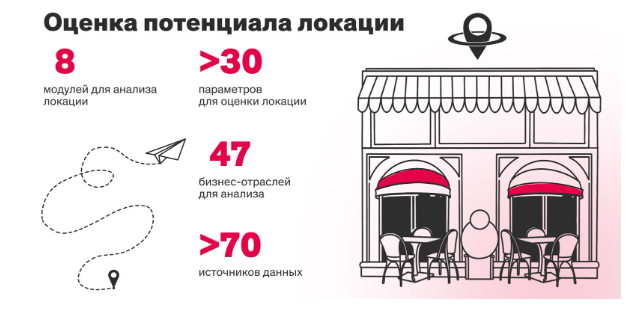 Оценка потенциала локации
8
модулей для анализа
локации
>30
параметров
для оценки локации
47
бизнес-отраслей
для анализа
>70
источников данных